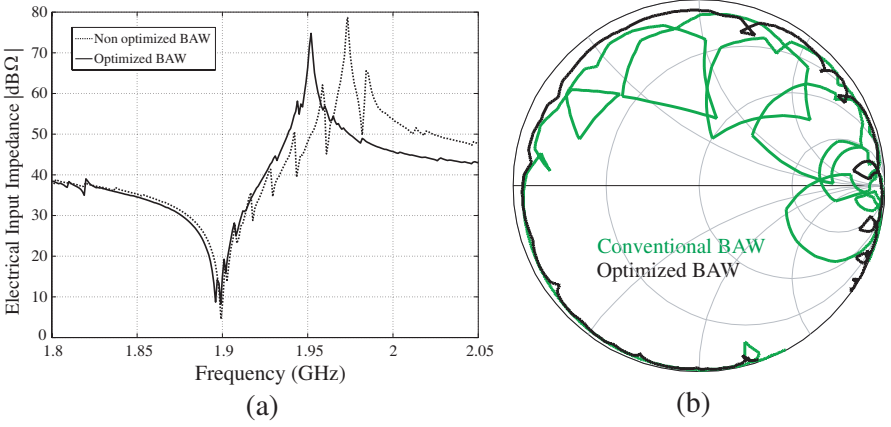 80
70
60
50
40
30
20
10
0
Electrical Input Impedance |dBΩ|
Non optimized BAW
Optimized BAW
1.8
1.85
1.9
1.95
2
2.05
Frequency (GHz)
(a)
Conventional BAW
Optimized BAW
(b)